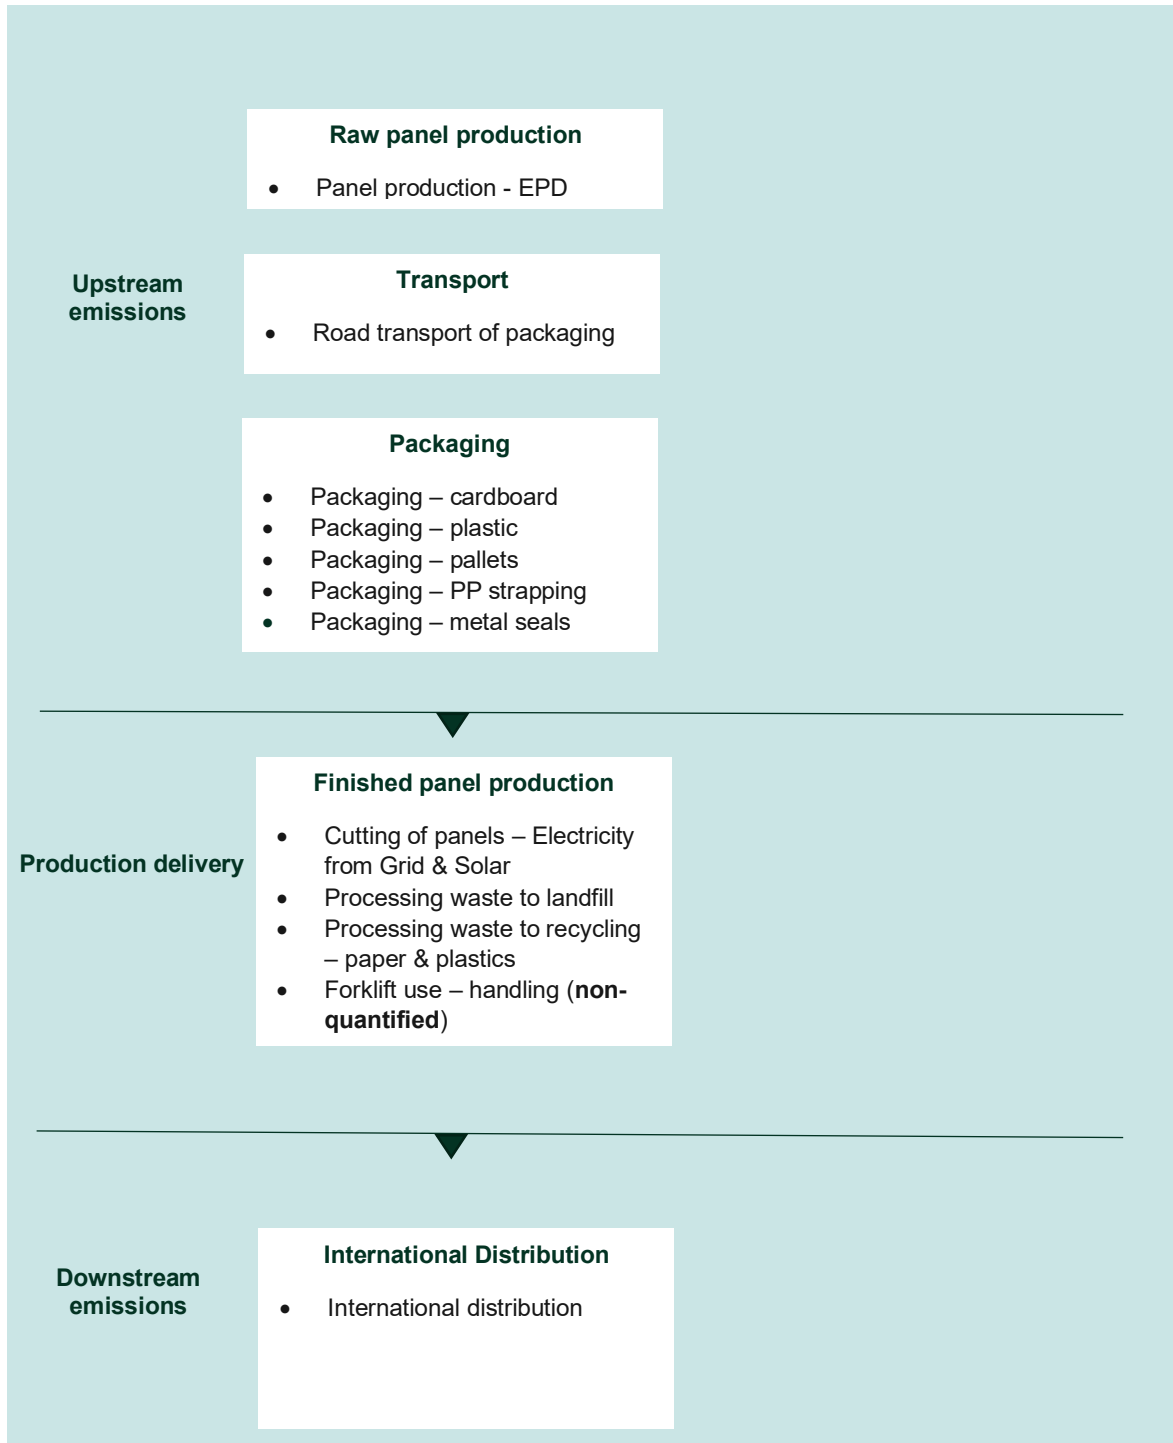 Raw panel production
• Panel production - EPD
Upstream
emissions
Transport
• Road transport of packaging
Packaging
• Packaging – cardboard
• Packaging – plastic
• Packaging – pallets
• Packaging – PP strapping
• Packaging – metal seals
Production delivery
Finished panel production
• Cutting of panels – Electricity
from Grid & Solar
• Processing waste to landfill
• Processing waste to recycling
– paper & plastics
• Forklift use – handling (non-
quantified)
Downstream
emissions
International Distribution
• International distribution